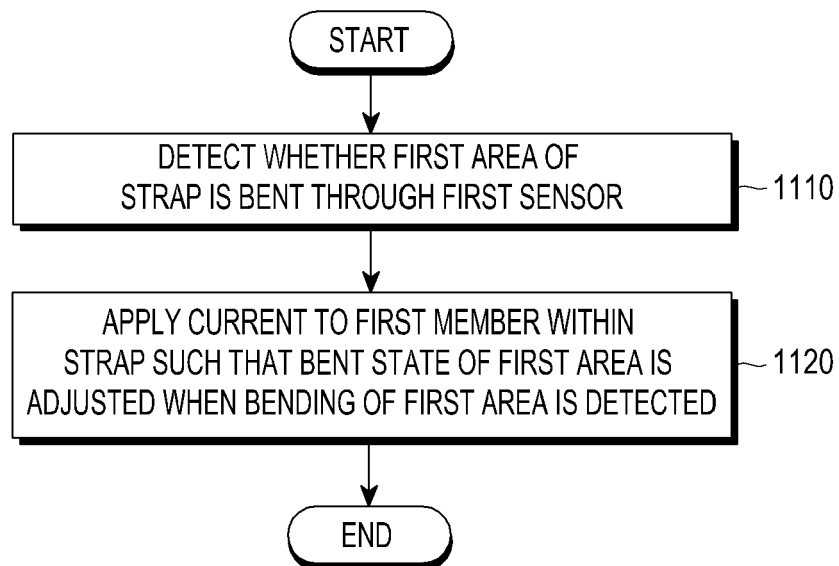 START
DETECT WHETHER FIRST AREA OF
STRAP IS BENT THROUGH FIRST SENSOR
1110
APPLY CURRENT TO FIRST MEMBER WITHIN
STRAP SUCH THAT BENT STATE OF FIRST AREA IS
ADJUSTED WHEN BENDING OF FIRST AREA IS DETECTED
1120
END